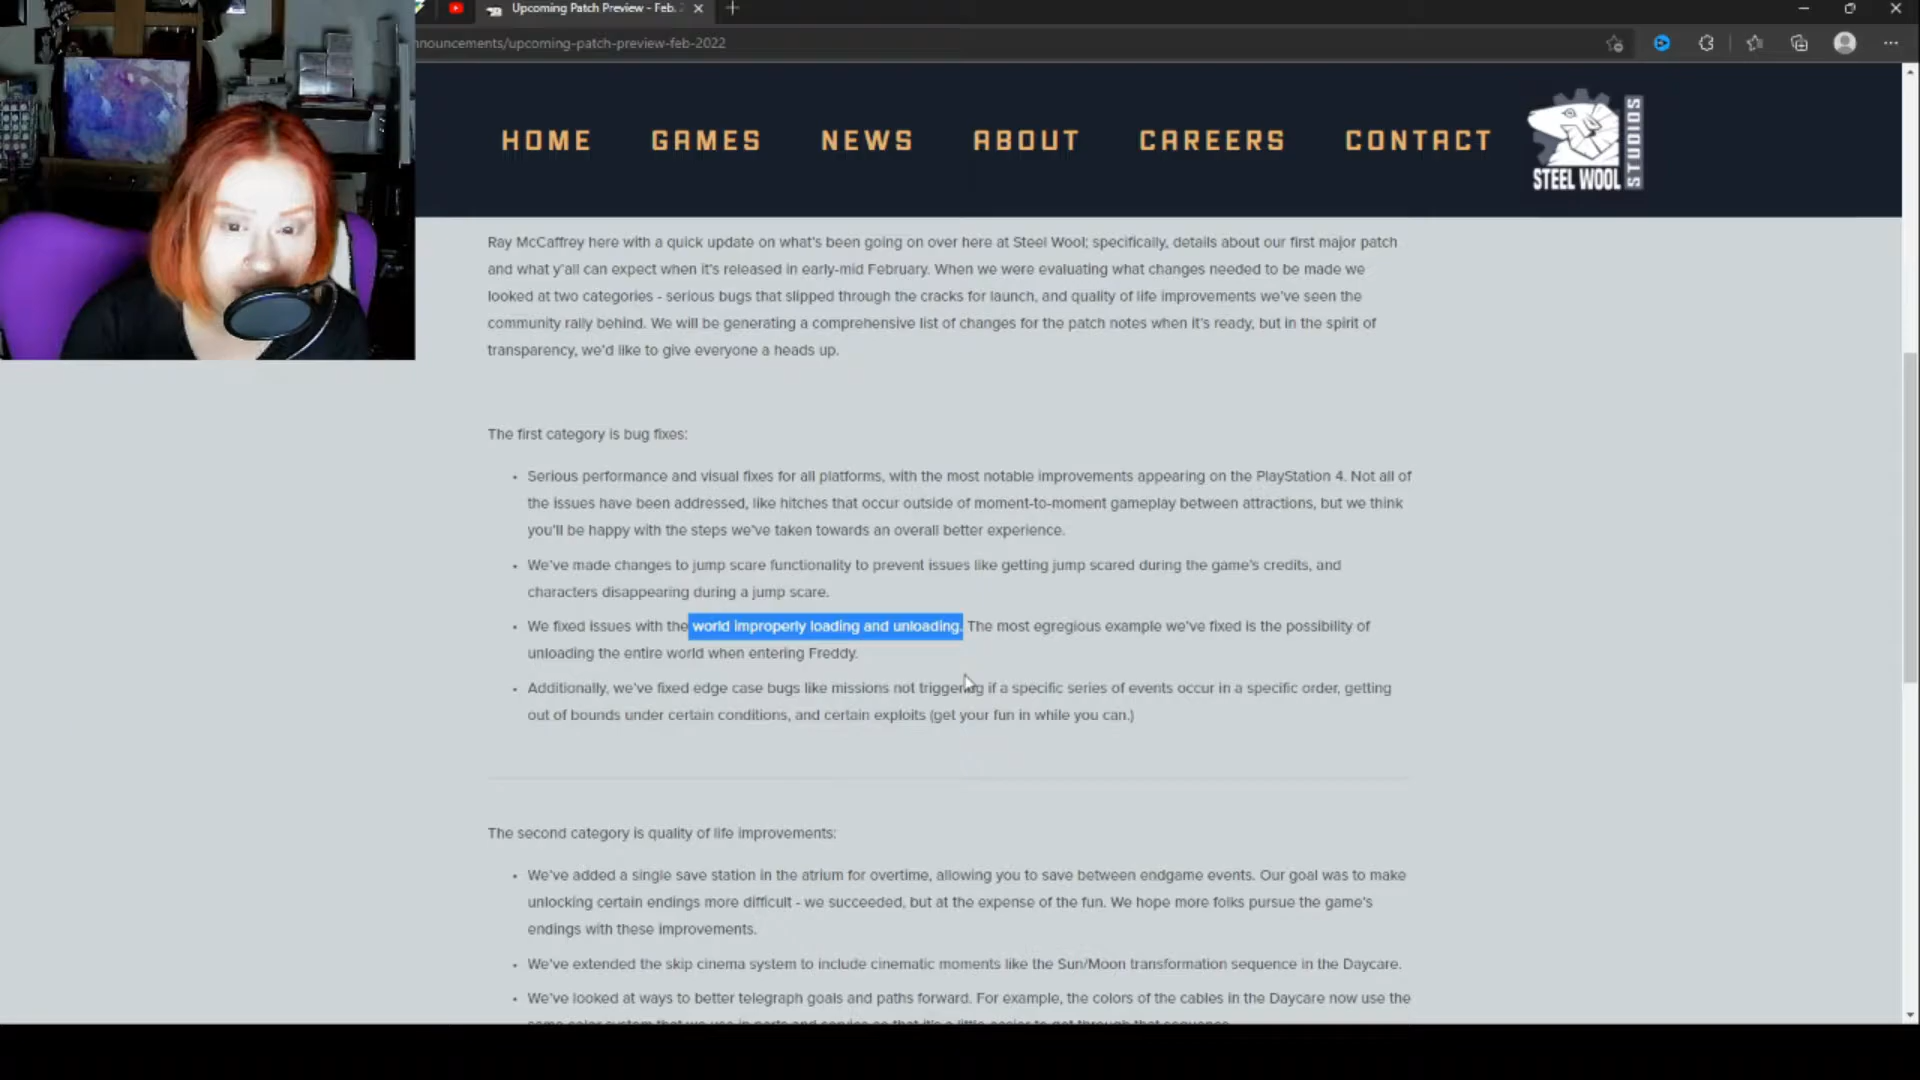 Upcoming Patch Preview - Feb. 2
nnouncements/upcoming-patch-preview-feb-2022
HOME GAMES NEWS ABOUT CAREERS CONTACT
STEEL WOOL STUDIOS
Ray McCaffrey here with a quick update on what's been going on over here at Steel Wool; specifically, details about our first major patch
and what y'all can expect when it's released in early-mid February. When we were evaluating what changes needed to be made we
looked at two categories - serious bugs that slipped through the cracks for launch, and quality of life improvements we've seen the
community rally behind. We will be generating a comprehensive list of changes for the patch notes when it's ready, but in the spirit of
transparency, we'd like to give everyone a heads up.
The first category is bug fixes:
• Serious performance and visual fixes for all platforms, with the most notable improvements appearing on the PlayStation 4. Not all of
the issues have been addressed, like hitches that occur outside of moment-to-moment gameplay between attractions, but we think
you'll be happy with the steps we've taken towards an overall better experience.
• We've made changes to jump scare functionality to prevent issues like getting jump scared during the game's credits, and
characters disappearing during a jump scare.
• We fixed issues with the world improperly loading and unloading. The most egregious example we've fixed is the possibility of
unloading the entire world when entering Freddy.
• Additionally, we've fixed edge case bugs like missions not triggering if a specific series of events occur in a specific order, getting
out of bounds under certain conditions, and certain exploits (get your fun in while you can.)
The second category is quality of life improvements:
• We've added a single save station in the atrium for overtime, allowing you to save between endgame events. Our goal was to make
unlocking certain endings more difficult - we succeeded, but at the expense of the fun. We hope more folks pursue the game's
endings with these improvements.
• We've extended the skip cinema system to include cinematic moments like the Sun/Moon transformation sequence in the Daycare.
• We've looked at ways to better telegraph goals and paths forward. For example, the colors of the cables in the Daycare now use the